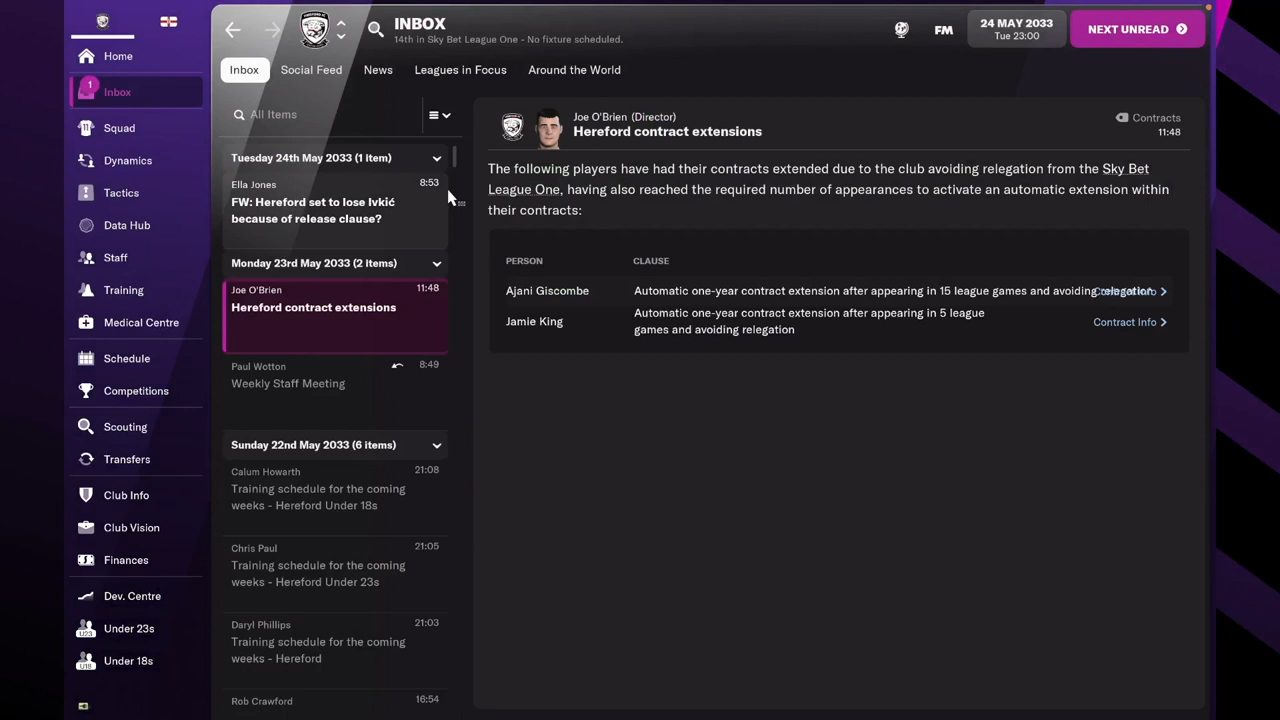 INBOX
14th in Sky Bet League One - No fixture scheduled.
FM
24 MAY 2033
Tue 23:00
NEXT UNREAD
Home
1
Inbox
Squad
Dynamics
Tactics
Data Hub
Staff
Training
Medical Centre
Schedule
Competitions
Scouting
Transfers
Club Info
Club Vision
Finances
Dev. Centre
U23
Under 23s
U18
Under 18s
Inbox
Social Feed
News
Leagues in Focus
Around the World
All Items
Tuesday 24th May 2033 (1 item)
Ella Jones
8:53
FW: Hereford set to lose Ivkić
because of release clause?
Monday 23rd May 2033 (2 items)
Joe O'Brien
11:48
Hereford contract extensions
Paul Wotton
8:49
Weekly Staff Meeting
Sunday 22nd May 2033 (6 items)
Calum Howarth
21:08
Training schedule for the coming
weeks - Hereford Under 18s
Chris Paul
21:05
Training schedule for the coming
weeks - Hereford Under 23s
Daryl Phillips
21:03
Training schedule for the coming
weeks - Hereford
Rob Crawford
16:54
Joe O'Brien (Director)
Hereford contract extensions
Contracts
11:48
The following players have had their contracts extended due to the club avoiding relegation from the Sky Bet
League One, having also reached the required number of appearances to activate an automatic extension within
their contracts:
PERSON
CLAUSE
Ajani Giscombe
Automatic one-year contract extension after appearing in 15 league games and avoiding relegation
Contract Info
Jamie King
Automatic one-year contract extension after appearing in 5 league
games and avoiding relegation
Contract Info